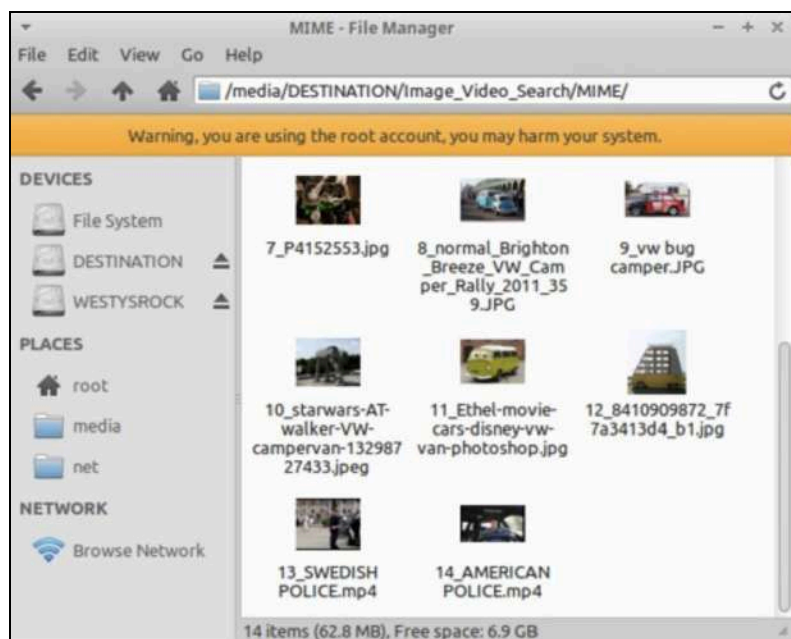 MIME - File Manager
File Edit View Go Help
/media/DESTINATION/Image_Video_Search/MIME/
Warning, you are using the root account, you may harm your system.
DEVICES
File System
DESTINATION
WESTYSROCK
PLACES
root
media
net
NETWORK
Browse Network
7_P4152553.jpg
8_normal_Brighton
_Breeze_VW_Cam
per_Rally_2011_35
9.JPG
9_vw bug
camper.JPG
10_starwars-AT-
walker-VW-
campervan-132987
27433.jpeg
11_Ethel-movie-
cars-disney-vw-
van-photoshop.jpg
12_8410909872_7f
7a3413d4_b1.jpg
13_SWEDISH
POLICE.mp4
14_AMERICAN
POLICE.mp4
14 items (62.8 MB), Free space: 6.9 GB